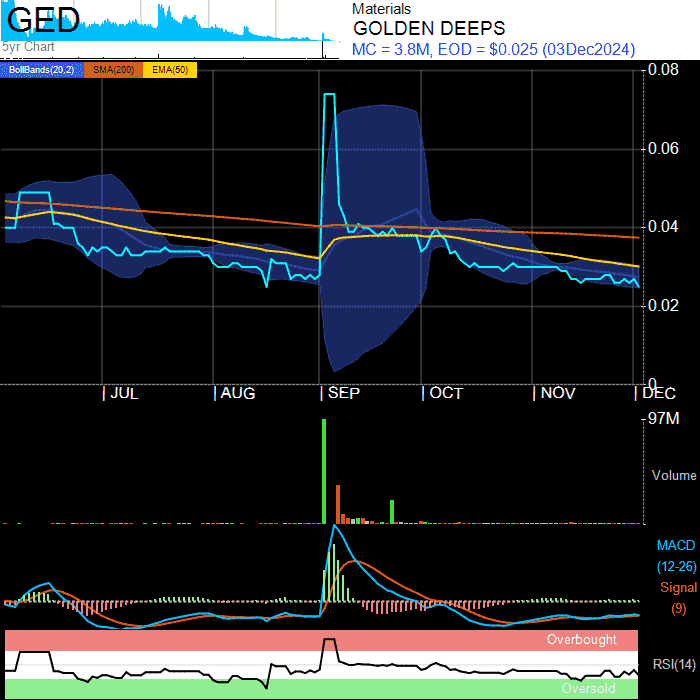 GED
5yr Chart
Materials
GOLDEN DEEPS
MC = 3.8M, EOD = $0.025 (03Dec2024)
BollBands(20,2) SMA(200) EMA(50)
0.08
0.06
0.04
0.02
0
JUL AUG SEP OCT NOV DEC
97M
Volume
MACD
(12-26)
Signal
(9)
Overbought
RSI(14)
Oversold